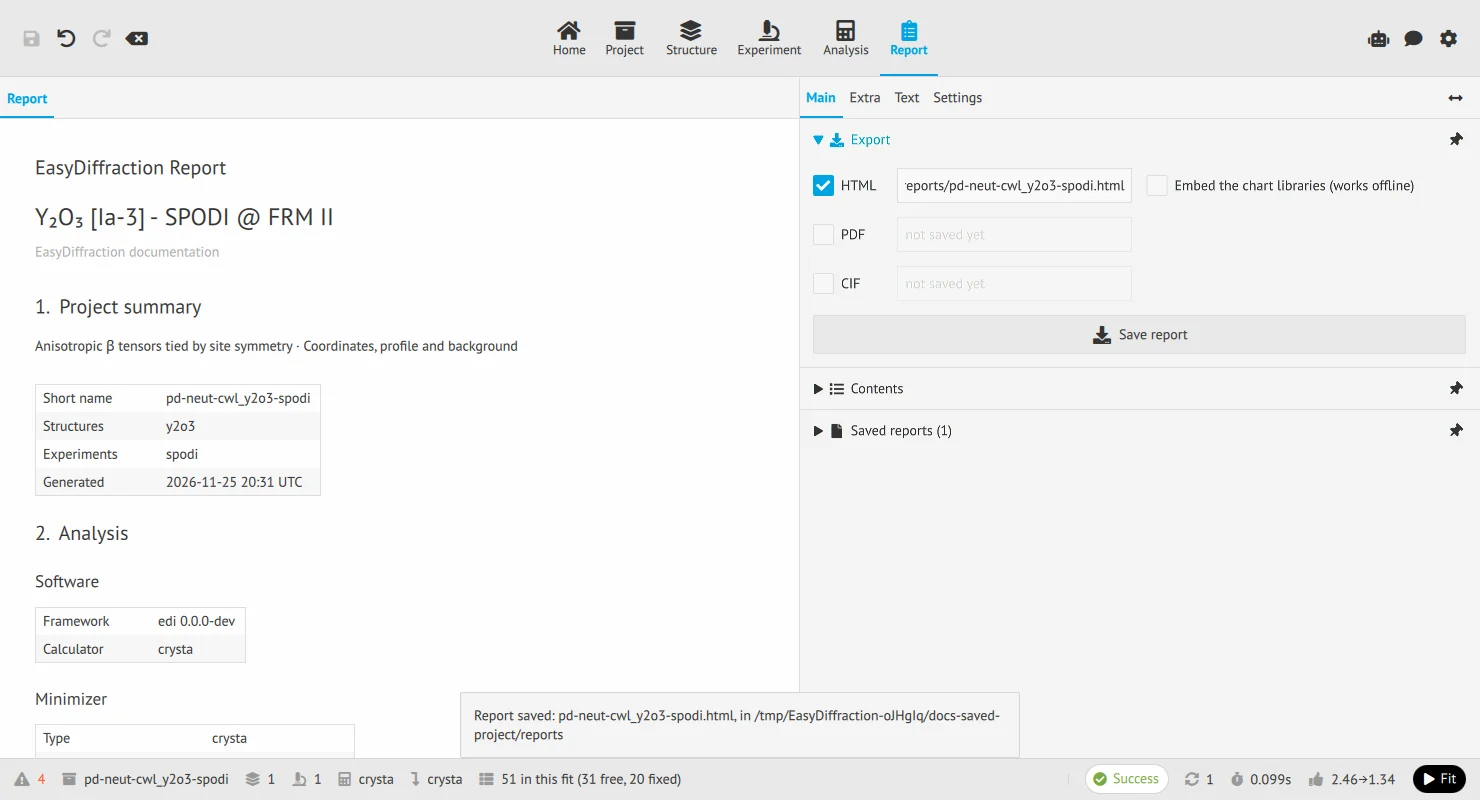 Home
Project
Structure
Experiment
Analysis
Report
Report
Main
Extra
Text
Settings
EasyDiffraction Report
Y₂O₃ [Ia-3] - SPODI @ FRM II
EasyDiffraction documentation
1. Project summary
Anisotropic β tensors tied by site symmetry · Coordinates, profile and background
Short name pd-neut-cwl_y2o3-spodi
Structures y2o3
Experiments spodi
Generated 2026-11-25 20:31 UTC
2. Analysis
Software
Framework edi 0.0.0-dev
Calculator crysta
Minimizer
Type crysta
Export
HTML reports/pd-neut-cwl_y2o3-spodi.html Embed the chart libraries (works offline)
PDF not saved yet
CIF not saved yet
Save report
Contents
Saved reports (1)
Report saved: pd-neut-cwl_y2o3-spodi.html, in /tmp/EasyDiffraction-oJHgIq/docs-saved-
project/reports
4 pd-neut-cwl_y2o3-spodi 1 1 crysta crysta 51 in this fit (31 free, 20 fixed) Success 1 0.099s 2.46→1.34 Fit